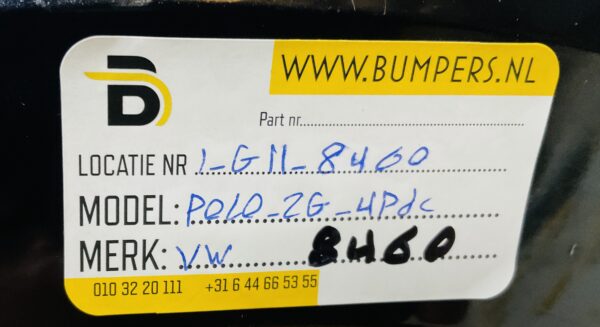 WWW.BUMPERS.NL
B
Part nr.
LOCATIE NR 1-G11-8460
MODEL: POLO-2G-4Pdc
MERK: VW 8460
010 32 20 111 +31 6 44 66 53 55